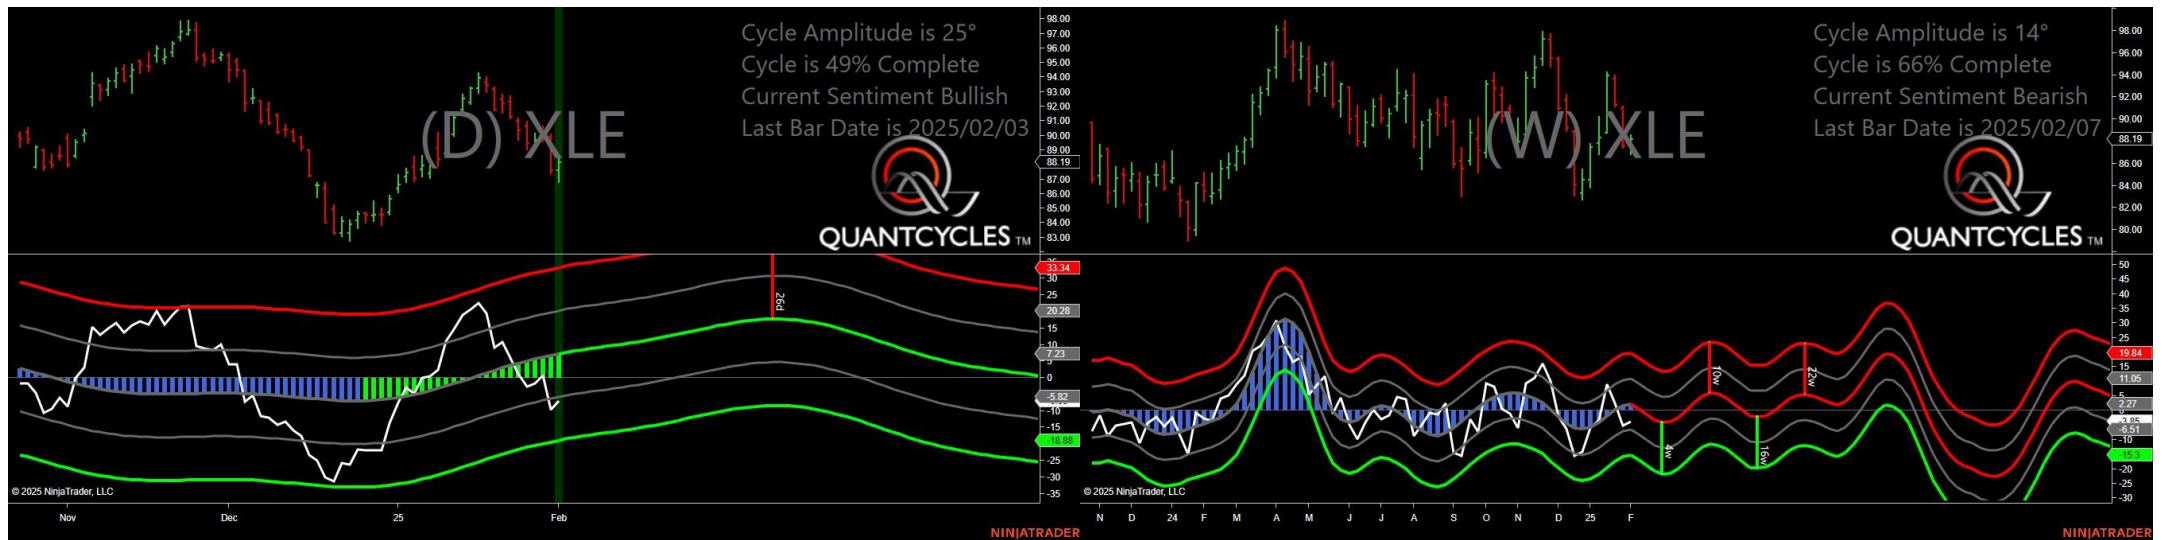 Cycle Amplitude is 25°
Cycle is 49% Complete
Current Sentiment Bullish
Last Bar Date is 2025/02/03
(D) XLE
QUANTCYCLES TM
98.00
97.00
96.00
95.00
94.00
93.00
92.00
91.00
90.00
89.00
88.19
87.00
86.00
85.00
84.00
83.00
33.34
30
25
20.28
15
10
7.23
0
-5.82
-10
-15
-18.88
-25
-30
-35
26d
© 2025 NinjaTrader, LLC
Nov
Dec
25
Feb
NINJATRADER
Cycle Amplitude is 14°
Cycle is 66% Complete
Current Sentiment Bearish
Last Bar Date is 2025/02/07
(W) XLE
QUANTCYCLES TM
98.00
96.00
94.00
92.00
90.00
88.19
86.00
84.00
82.00
80.00
50
45
40
35
30
25
19.84
15
11.05
2.27
-6.51
-10
-15.3
-20
-25
-30
10w
22w
4w
16w
© 2025 NinjaTrader, LLC
N D 24 F M A M J J A S O N D 25 F
NINJATRADER